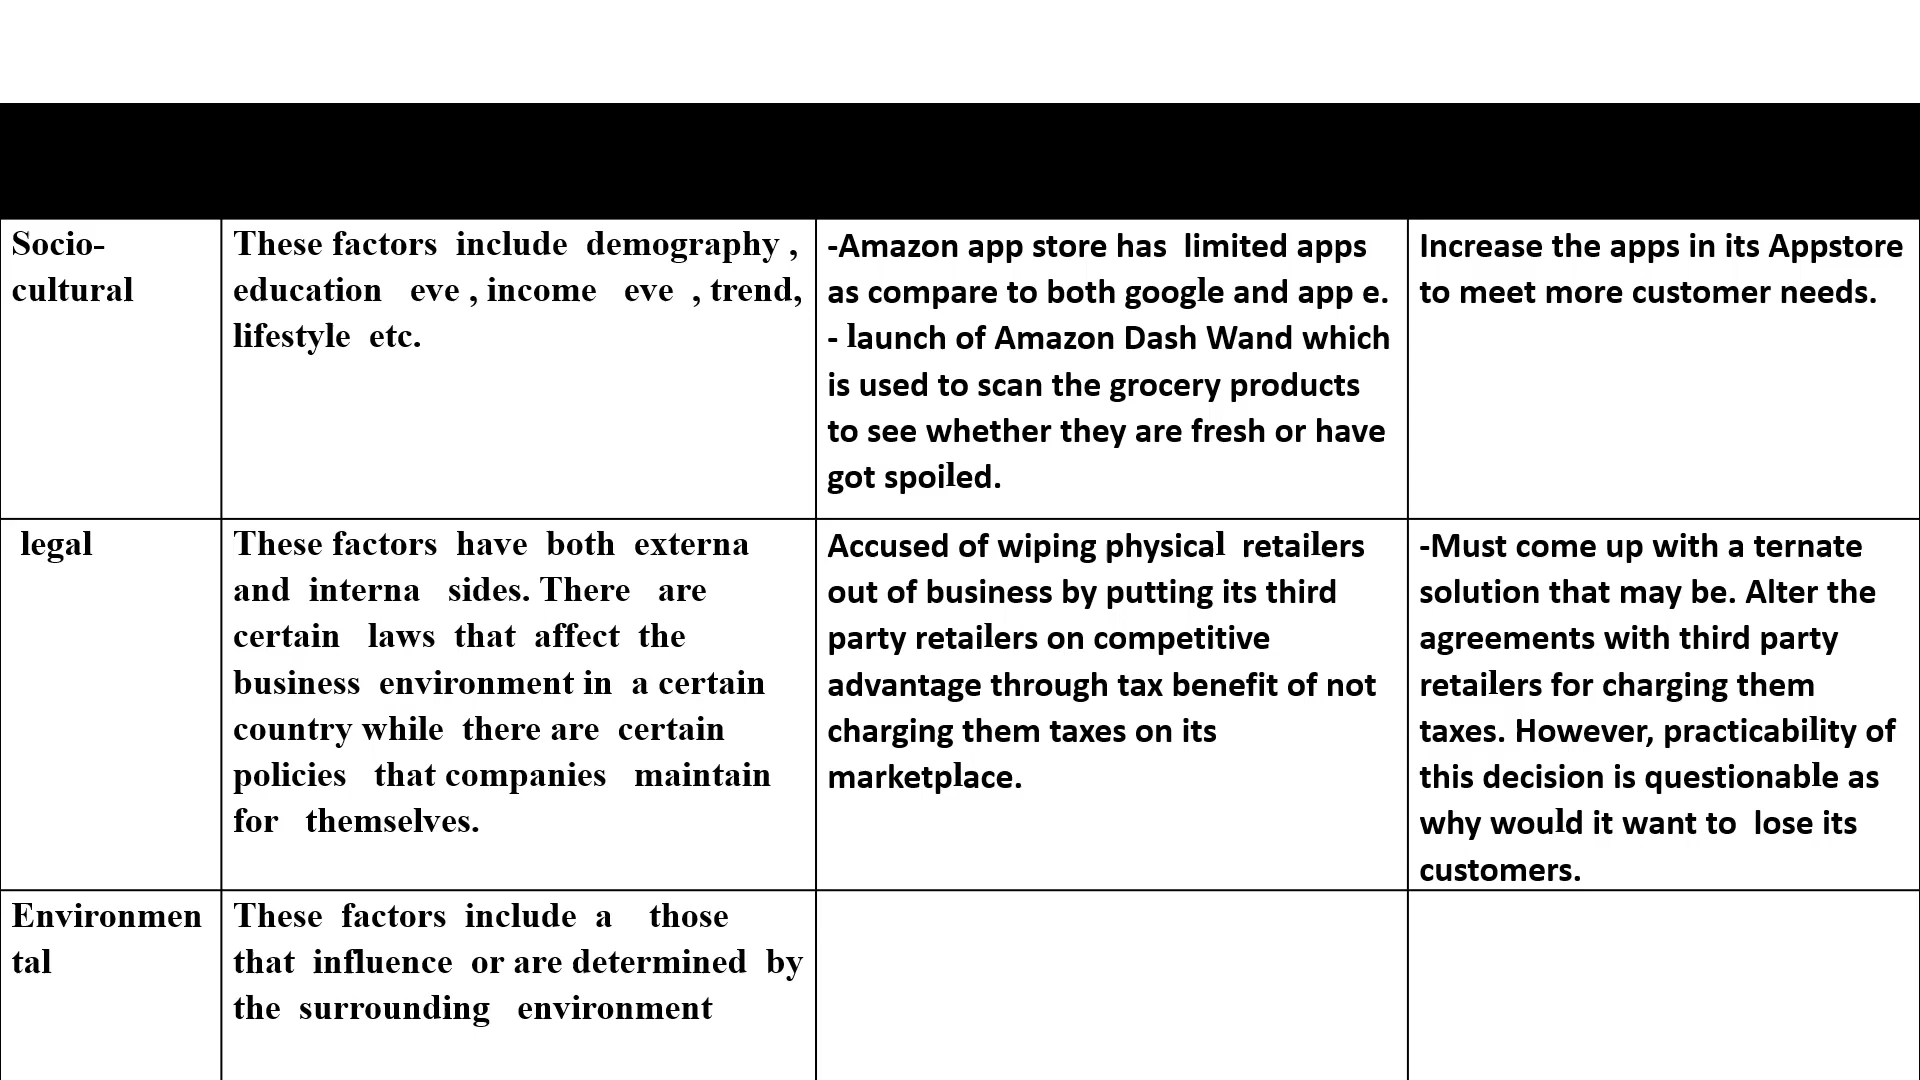 Socio-
cultural
These factors include demography ,
education eve , income eve , trend,
lifestyle etc.
-Amazon app store has limited apps
as compare to both google and app e.
- launch of Amazon Dash Wand which
is used to scan the grocery products
to see whether they are fresh or have
got spoiled.
Increase the apps in its Appstore
to meet more customer needs.
legal
These factors have both externa
and interna sides. There are
certain laws that affect the
business environment in a certain
country while there are certain
policies that companies maintain
for themselves.
Accused of wiping physical retailers
out of business by putting its third
party retailers on competitive
advantage through tax benefit of not
charging them taxes on its
marketplace.
-Must come up with a ternate
solution that may be. Alter the
agreements with third party
retailers for charging them
taxes. However, practicability of
this decision is questionable as
why would it want to lose its
customers.
Environmen
tal
These factors include a those
that influence or are determined by
the surrounding environment